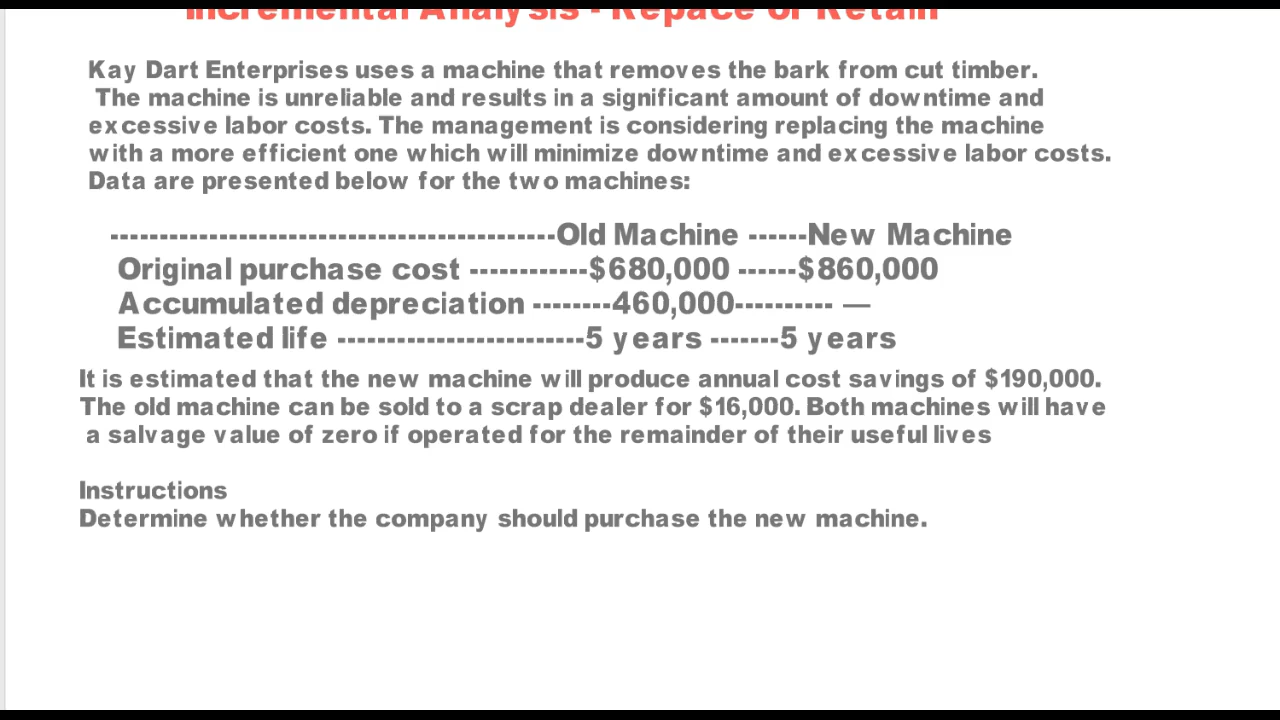 Incremental Analysis - Repace or Retain
Kay Dart Enterprises uses a machine that removes the bark from cut timber.
The machine is unreliable and results in a significant amount of downtime and
excessive labor costs. The management is considering replacing the machine
with a more efficient one which will minimize downtime and excessive labor costs.
Data are presented below for the two machines:
---------------------------------------------Old Machine ------New Machine
Original purchase cost ------------$680,000 ------$860,000
Accumulated depreciation --------460,000---------- —
Estimated life -------------------------5 years -------5 years
It is estimated that the new machine will produce annual cost savings of $190,000.
The old machine can be sold to a scrap dealer for $16,000. Both machines will have
a salvage value of zero if operated for the remainder of their useful lives
Instructions
Determine whether the company should purchase the new machine.